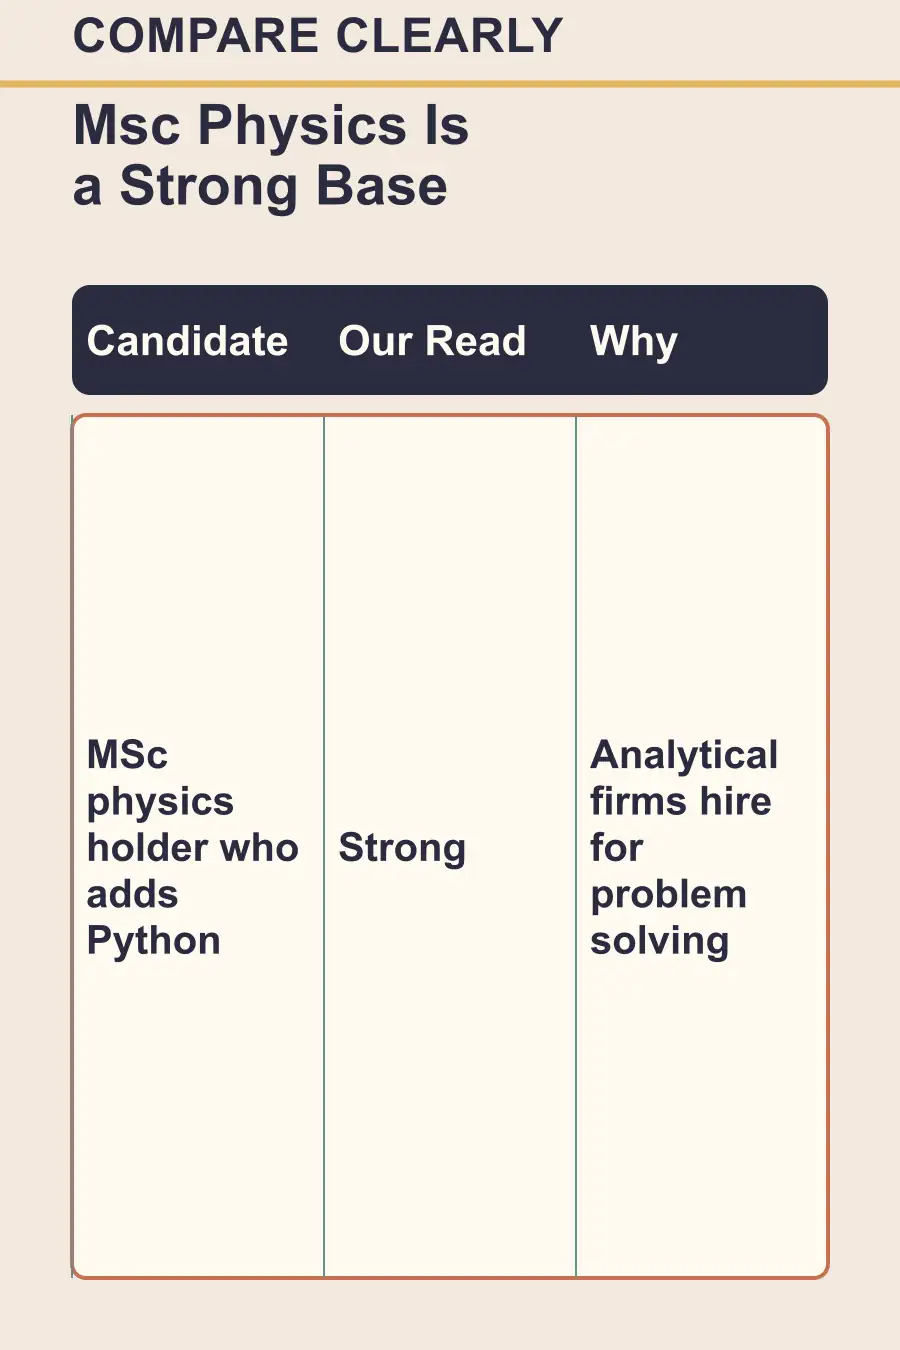 COMPARE CLEARLY
Msc Physics Is
a Strong Base
Candidate Our Read Why
MSc
physics
holder who
adds
Python
Strong
Analytical
firms hire
for
problem
solving